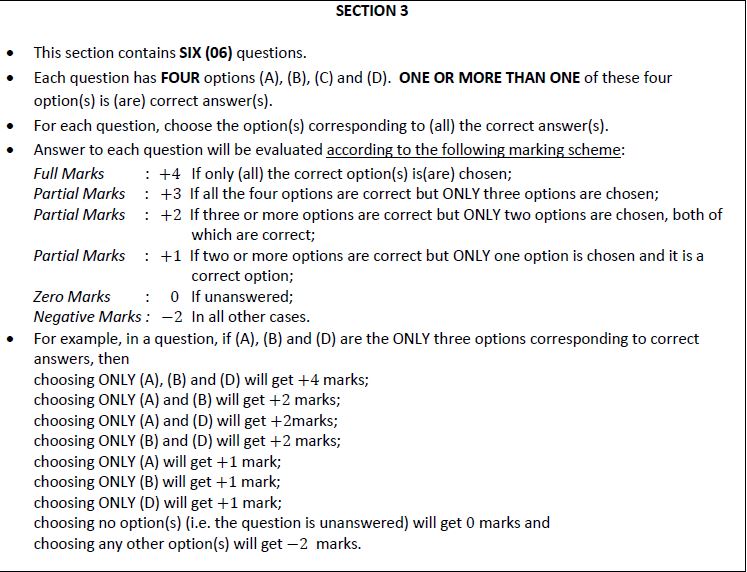 SECTION 3
• This section contains SIX (06) questions.
• Each question has FOUR options (A), (B), (C) and (D). ONE OR MORE THAN ONE of these four
option(s) is (are) correct answer(s).
• For each question, choose the option(s) corresponding to (all) the correct answer(s).
• Answer to each question will be evaluated according to the following marking scheme:
Full Marks : +4 If only (all) the correct option(s) is(are) chosen;
Partial Marks : +3 If all the four options are correct but ONLY three options are chosen;
Partial Marks : +2 If three or more options are correct but ONLY two options are chosen, both of
which are correct;
Partial Marks : +1 If two or more options are correct but ONLY one option is chosen and it is a
correct option;
Zero Marks : 0 If unanswered;
Negative Marks : −2 In all other cases.
• For example, in a question, if (A), (B) and (D) are the ONLY three options corresponding to correct
answers, then
choosing ONLY (A), (B) and (D) will get +4 marks;
choosing ONLY (A) and (B) will get +2 marks;
choosing ONLY (A) and (D) will get +2marks;
choosing ONLY (B) and (D) will get +2 marks;
choosing ONLY (A) will get +1 mark;
choosing ONLY (B) will get +1 mark;
choosing ONLY (D) will get +1 mark;
choosing no option(s) (i.e. the question is unanswered) will get 0 marks and
choosing any other option(s) will get −2 marks.